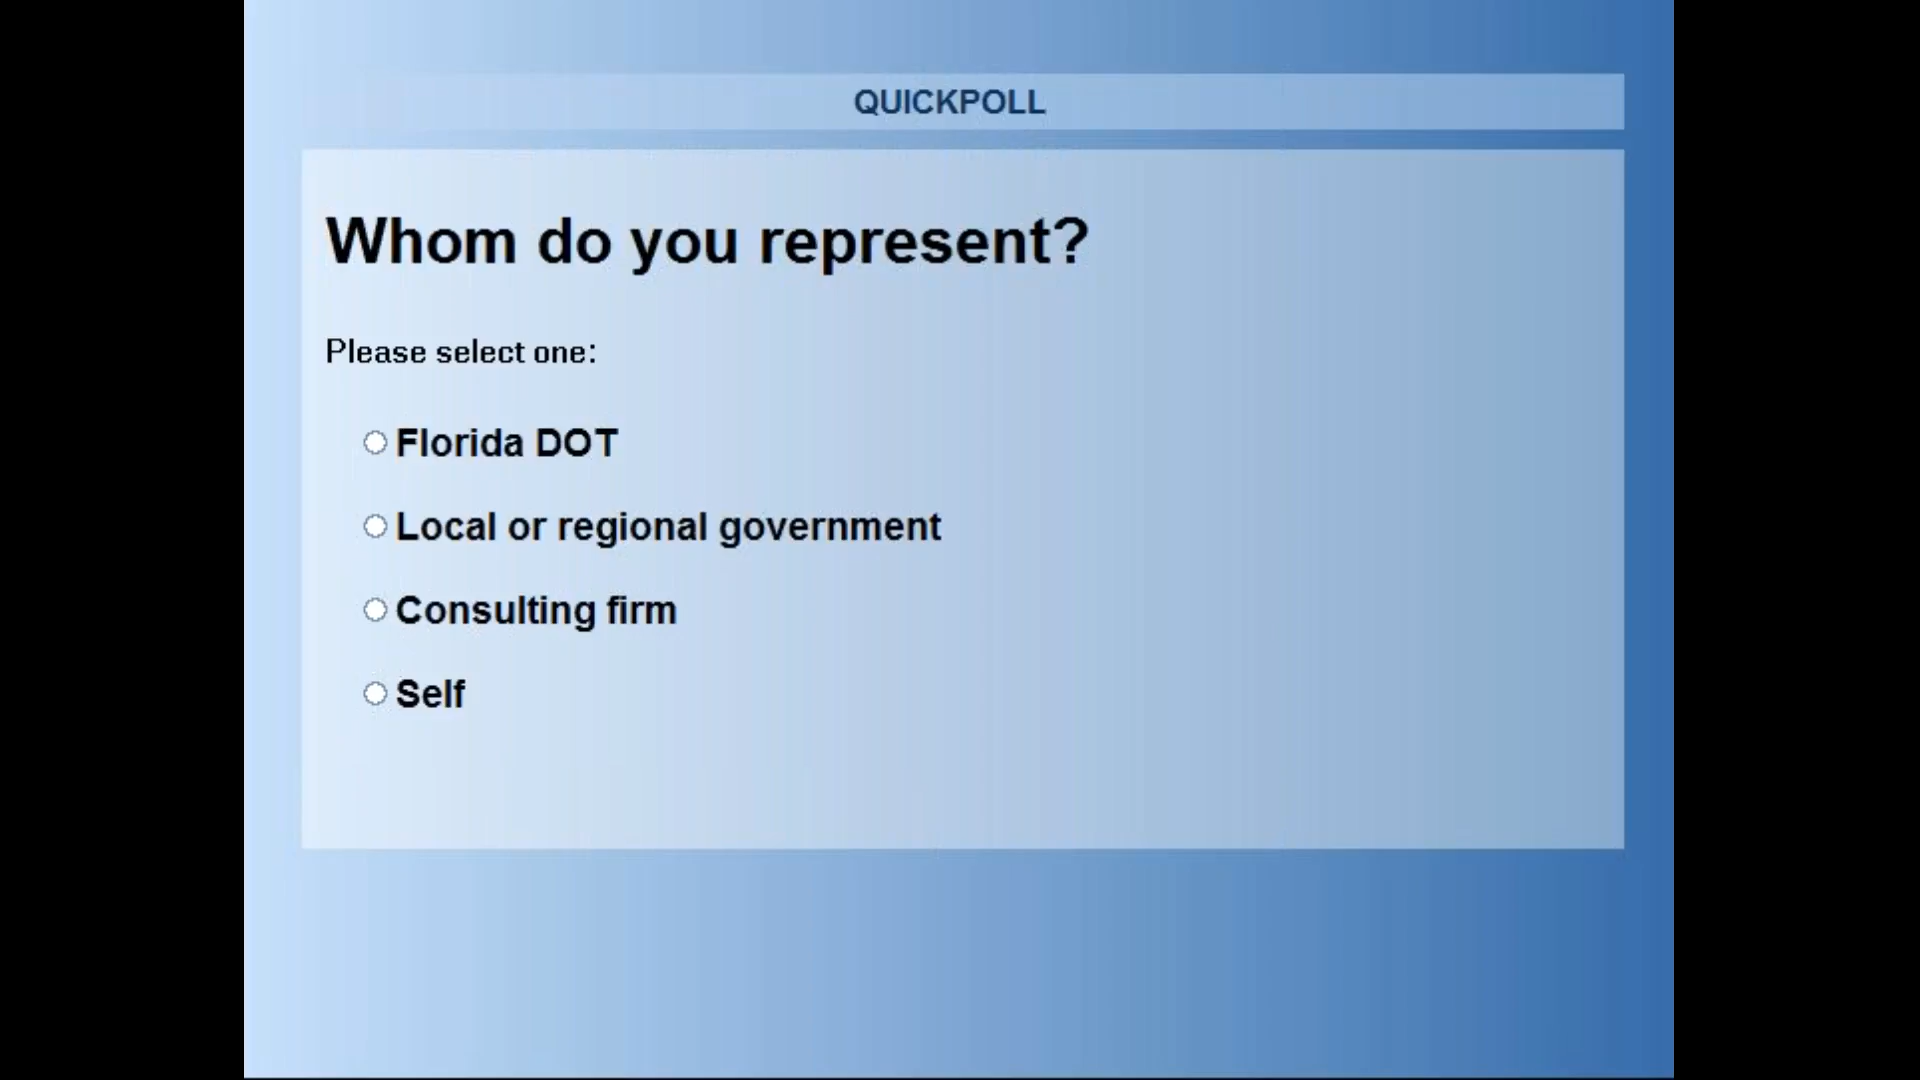 QUICKPOLL
Whom do you represent?
Please select one:
Florida DOT
Local or regional government
Consulting firm
Self